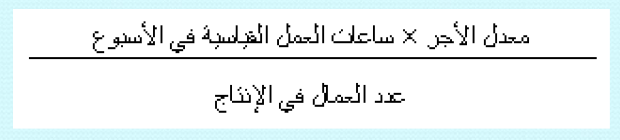 معدل الأجر × ساعات العمل القياسية في الأسبوع
عدد العمال في الإنتاج